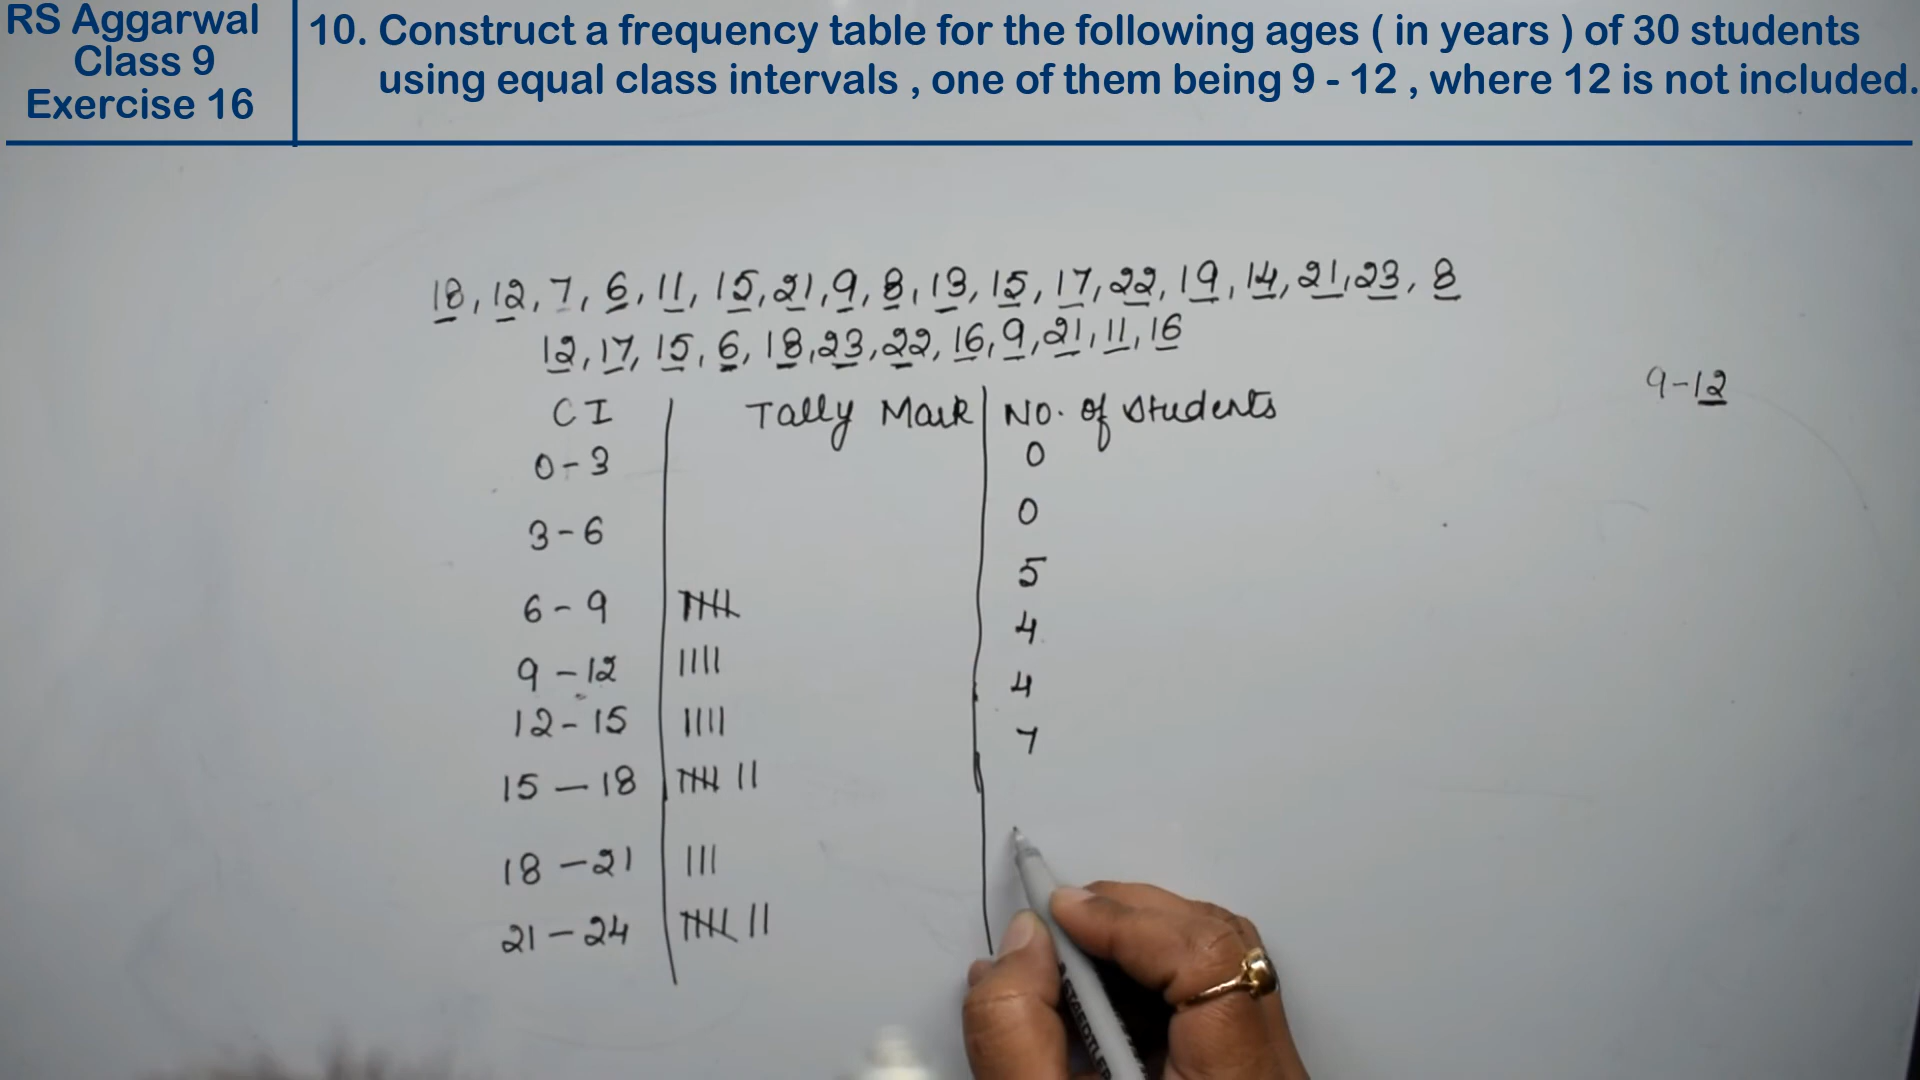 RS Aggarwal
Class 9
Exercise 16
10. Construct a frequency table for the following ages ( in years ) of 30 students
using equal class intervals , one of them being 9 - 12 , where 12 is not included.
18, 12, 7, 6, 11, 15, 21, 9, 8, 13, 15, 17, 22, 19, 14, 21, 23, 8
12, 17, 15, 6, 18, 23, 22, 16, 9, 21, 11, 16
9-12
CI Tally Mark No. of students
0-3 0
3-6 0
6-9 5
9-12 |||| 4
12-15 |||| 4
15-18 7
18-21 |||
21-24
STAEDTLER